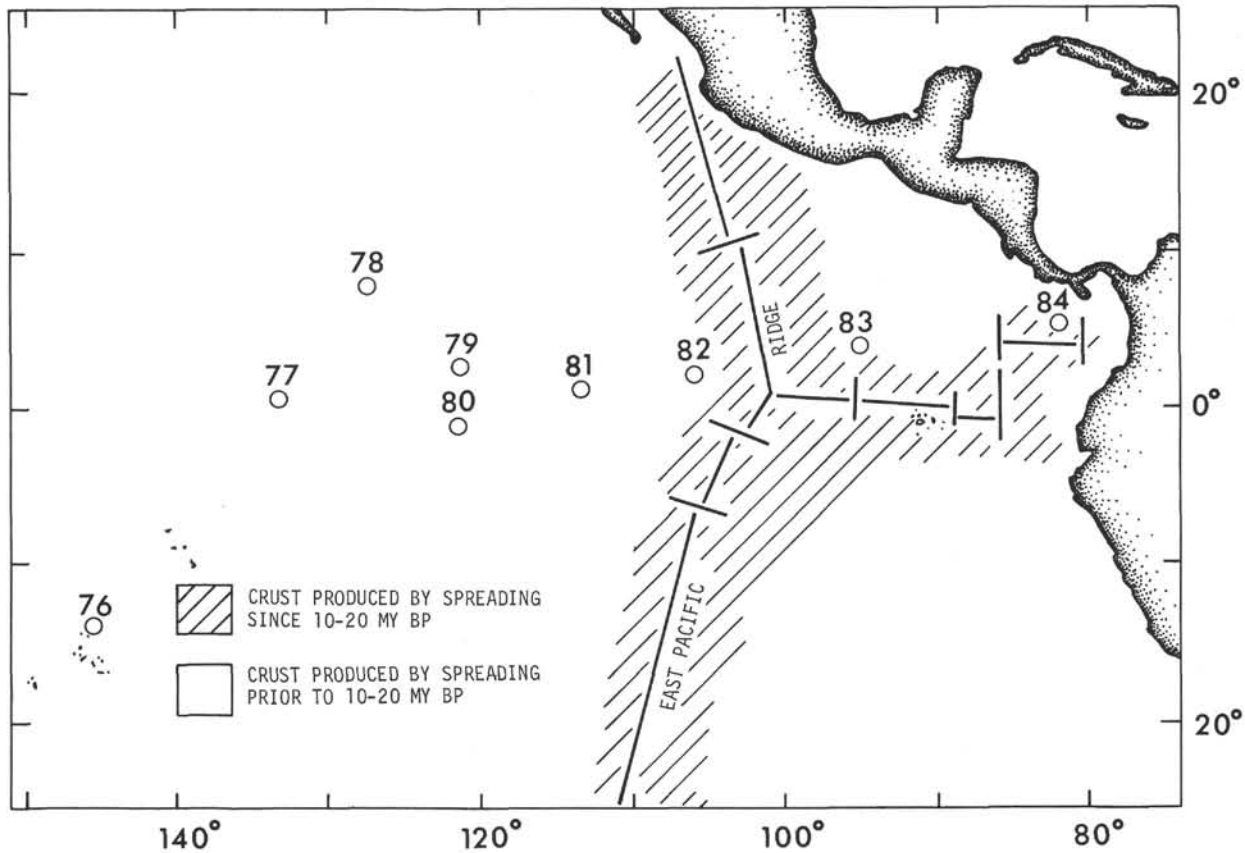 20°
78
79
77
80
81
82
83
84
RIDGE
0°
76
CRUST PRODUCED BY SPREADING
SINCE 10-20 MY BP
CRUST PRODUCED BY SPREADING
PRIOR TO 10-20 MY BP
EAST PACIFIC
20°
140°
120°
100°
80°